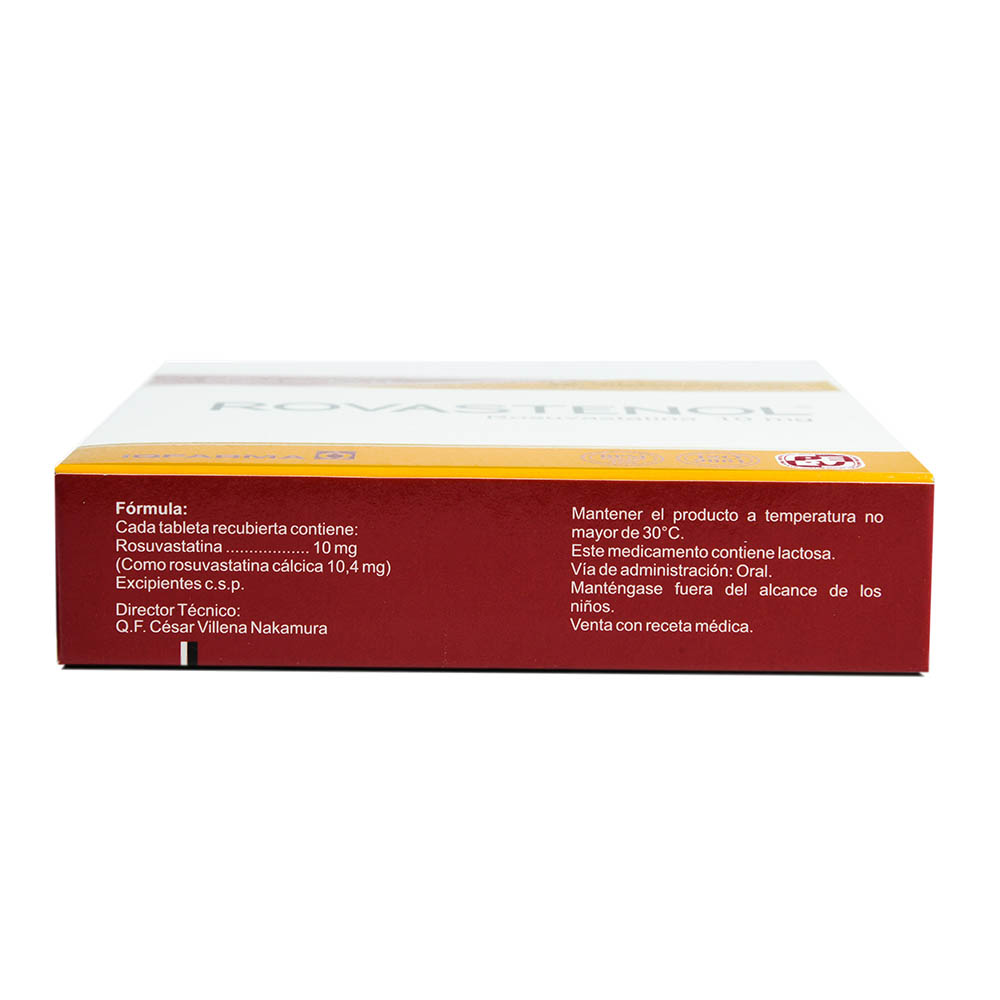 ROVASTENOL
Rosuvastatina 10 mg
IQFARMA
Fórmula:
Cada tableta recubierta contiene:
Rosuvastatina .................. 10 mg
(Como rosuvastatina cálcica 10,4 mg)
Excipientes c.s.p.
Director Técnico:
Q.F. César Villena Nakamura
Mantener el producto a temperatura no
mayor de 30°C.
Este medicamento contiene lactosa.
Vía de administración: Oral.
Manténgase fuera del alcance de los
niños.
Venta con receta médica.